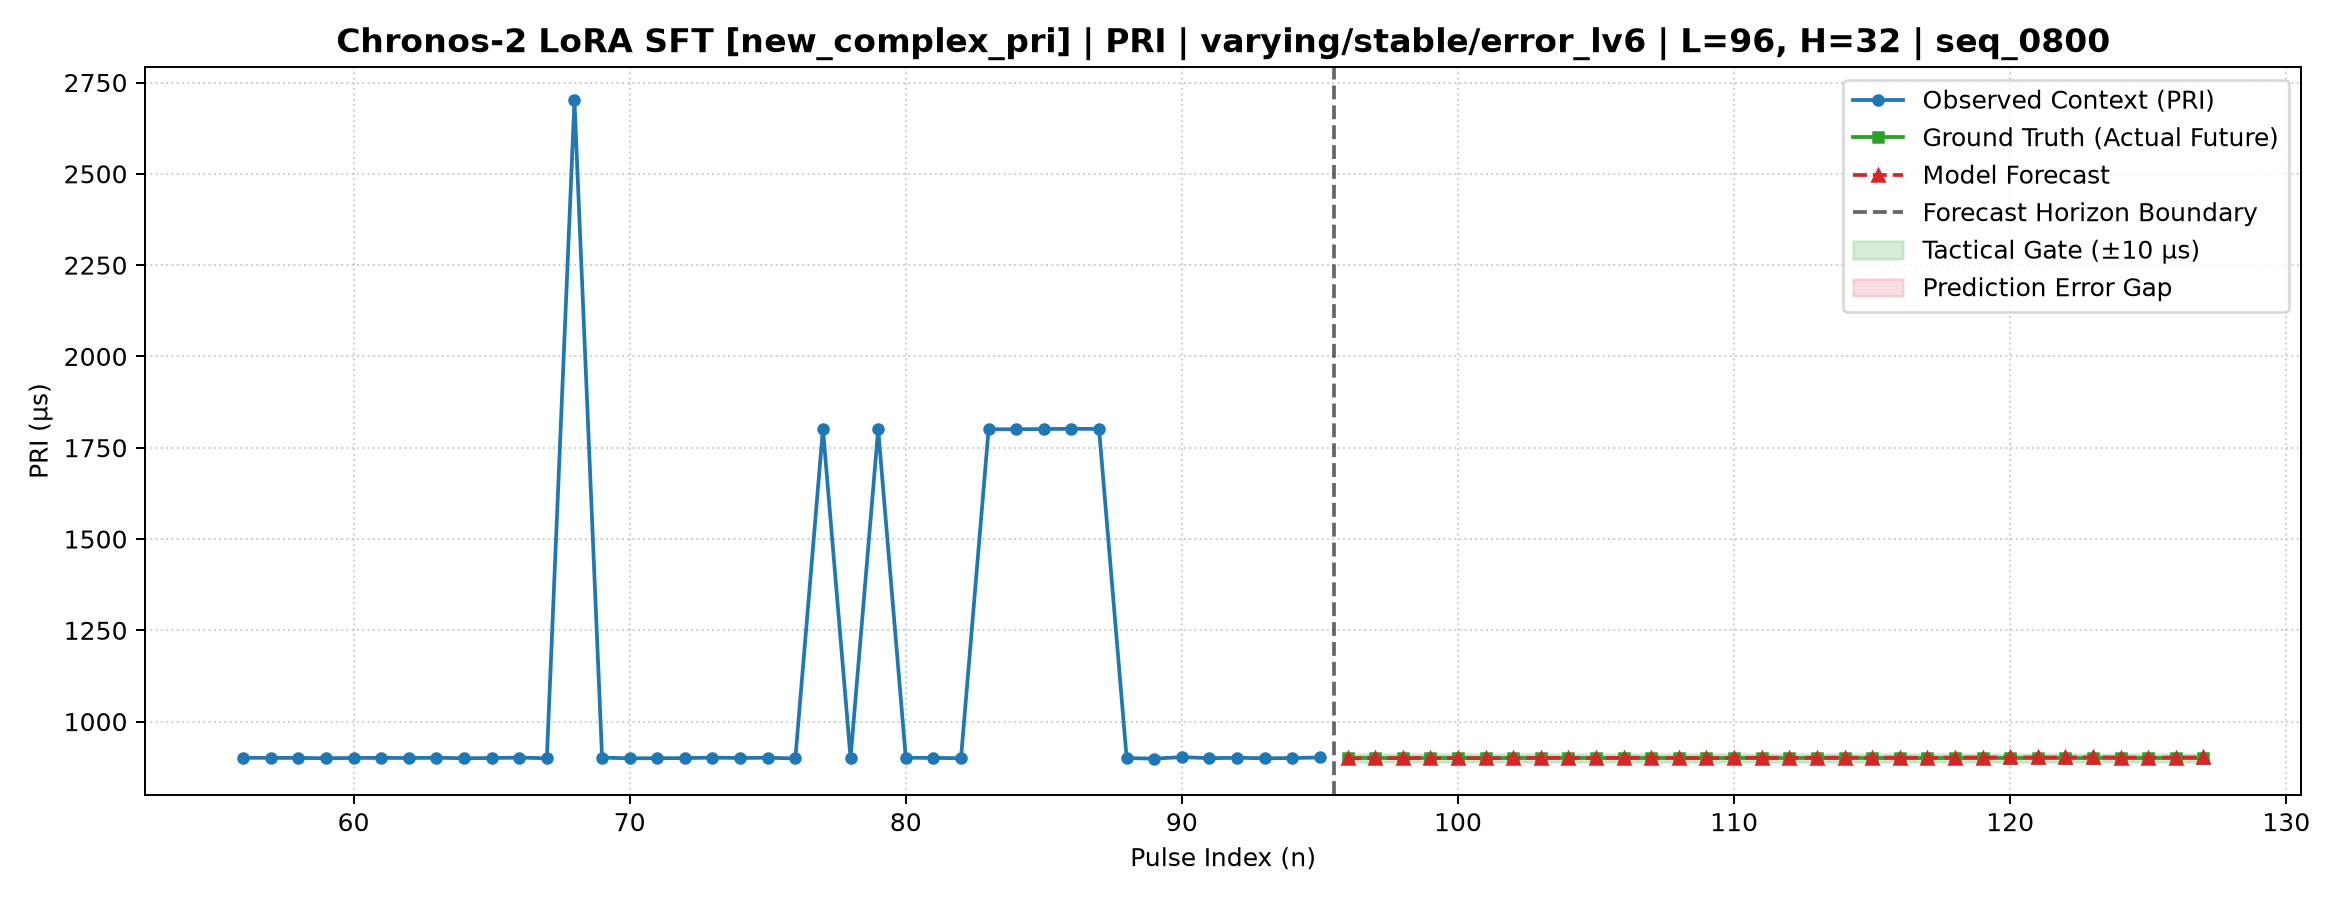 Chronos-2 LoRA SFT [new_complex_pri] | PRI | varying/stable/error_lv6 | L=96, H=32 | seq_0800
2750
2500
2250
2000
1750
1500
1250
1000
PRI (µs)
Observed Context (PRI)
Ground Truth (Actual Future)
Model Forecast
Forecast Horizon Boundary
Tactical Gate (±10 µs)
Prediction Error Gap
60 70 80 90 100 110 120 130
Pulse Index (n)